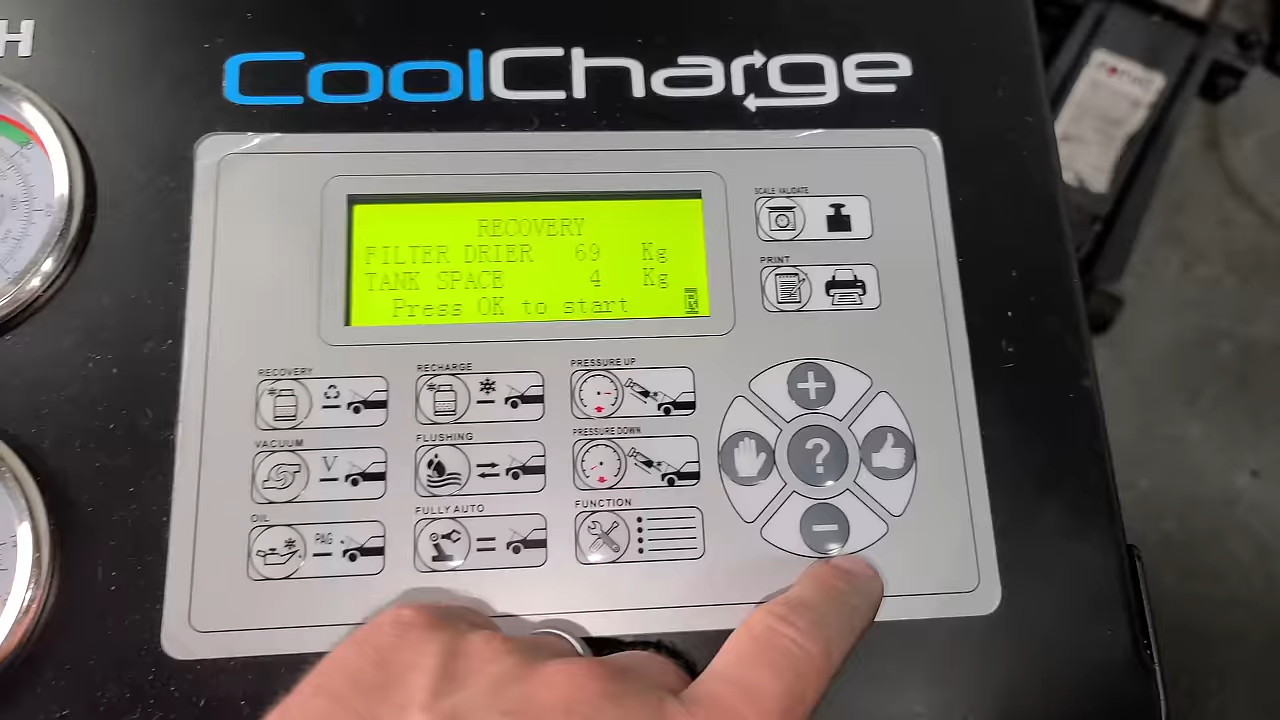 H
CoolCharge
RECOVERY
FILTER DRIER 69 Kg
TANK SPACE 4 Kg
Press OK to start
SCALE VALIDATE
PRINT
RECOVERY
RECHARGE
PRESSURE UP
VACUUM
V
FLUSHING
PRESSURE DOWN
OIL
PAG
FULLY AUTO
FUNCTION
+
?
-